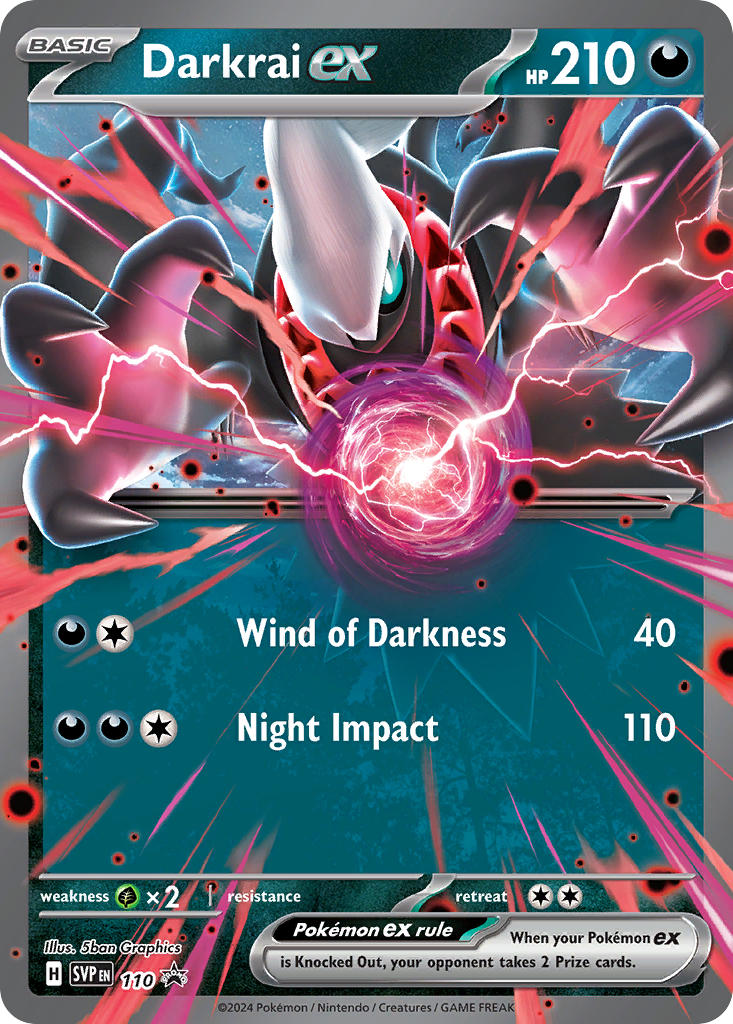 BASIC
Darkrai ex
HP 210
Wind of Darkness 40
Night Impact 110
weakness ×2 resistance retreat
Pokémon ex rule
When your Pokémon ex
is Knocked Out, your opponent takes 2 Prize cards.
Illus. 5ban Graphics
H SVP EN 110 PROMO
©2024 Pokémon / Nintendo / Creatures / GAME FREAK